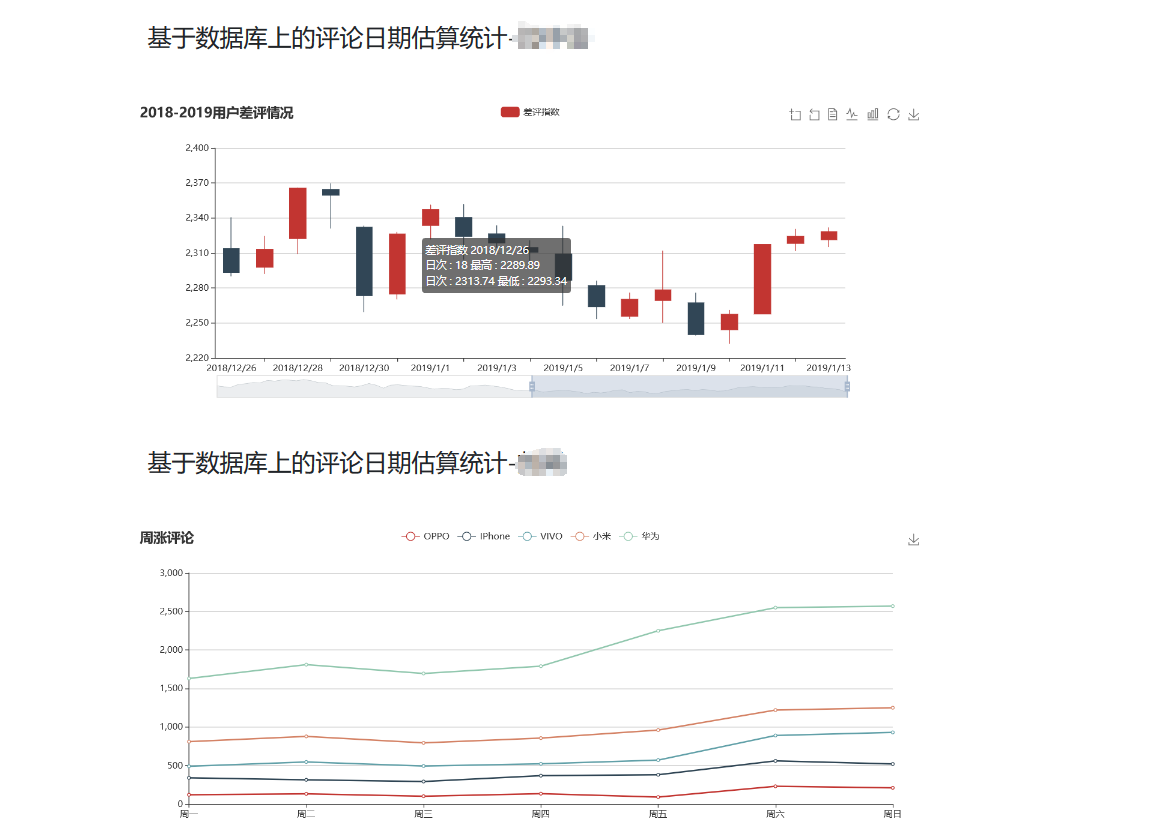 基于数据库上的评论日期估算统计-
2018-2019用户差评情况
差评指数
2,400
2,370
2,340
2,310
2,280
2,250
2,220
差评指数 2018/12/26
日次 : 18 最高 : 2289.89
日次 : 2313.74 最低 : 2293.34
2018/12/26 2018/12/28 2018/12/30 2019/1/1 2019/1/3 2019/1/5 2019/1/7 2019/1/9 2019/1/11 2019/1/13
基于数据库上的评论日期估算统计-
周涨评论
OPPO IPhone VIVO 小米 华为
3,000
2,500
2,000
1,500
1,000
500
0
周一 周二 周三 周四 周五 周六 周日